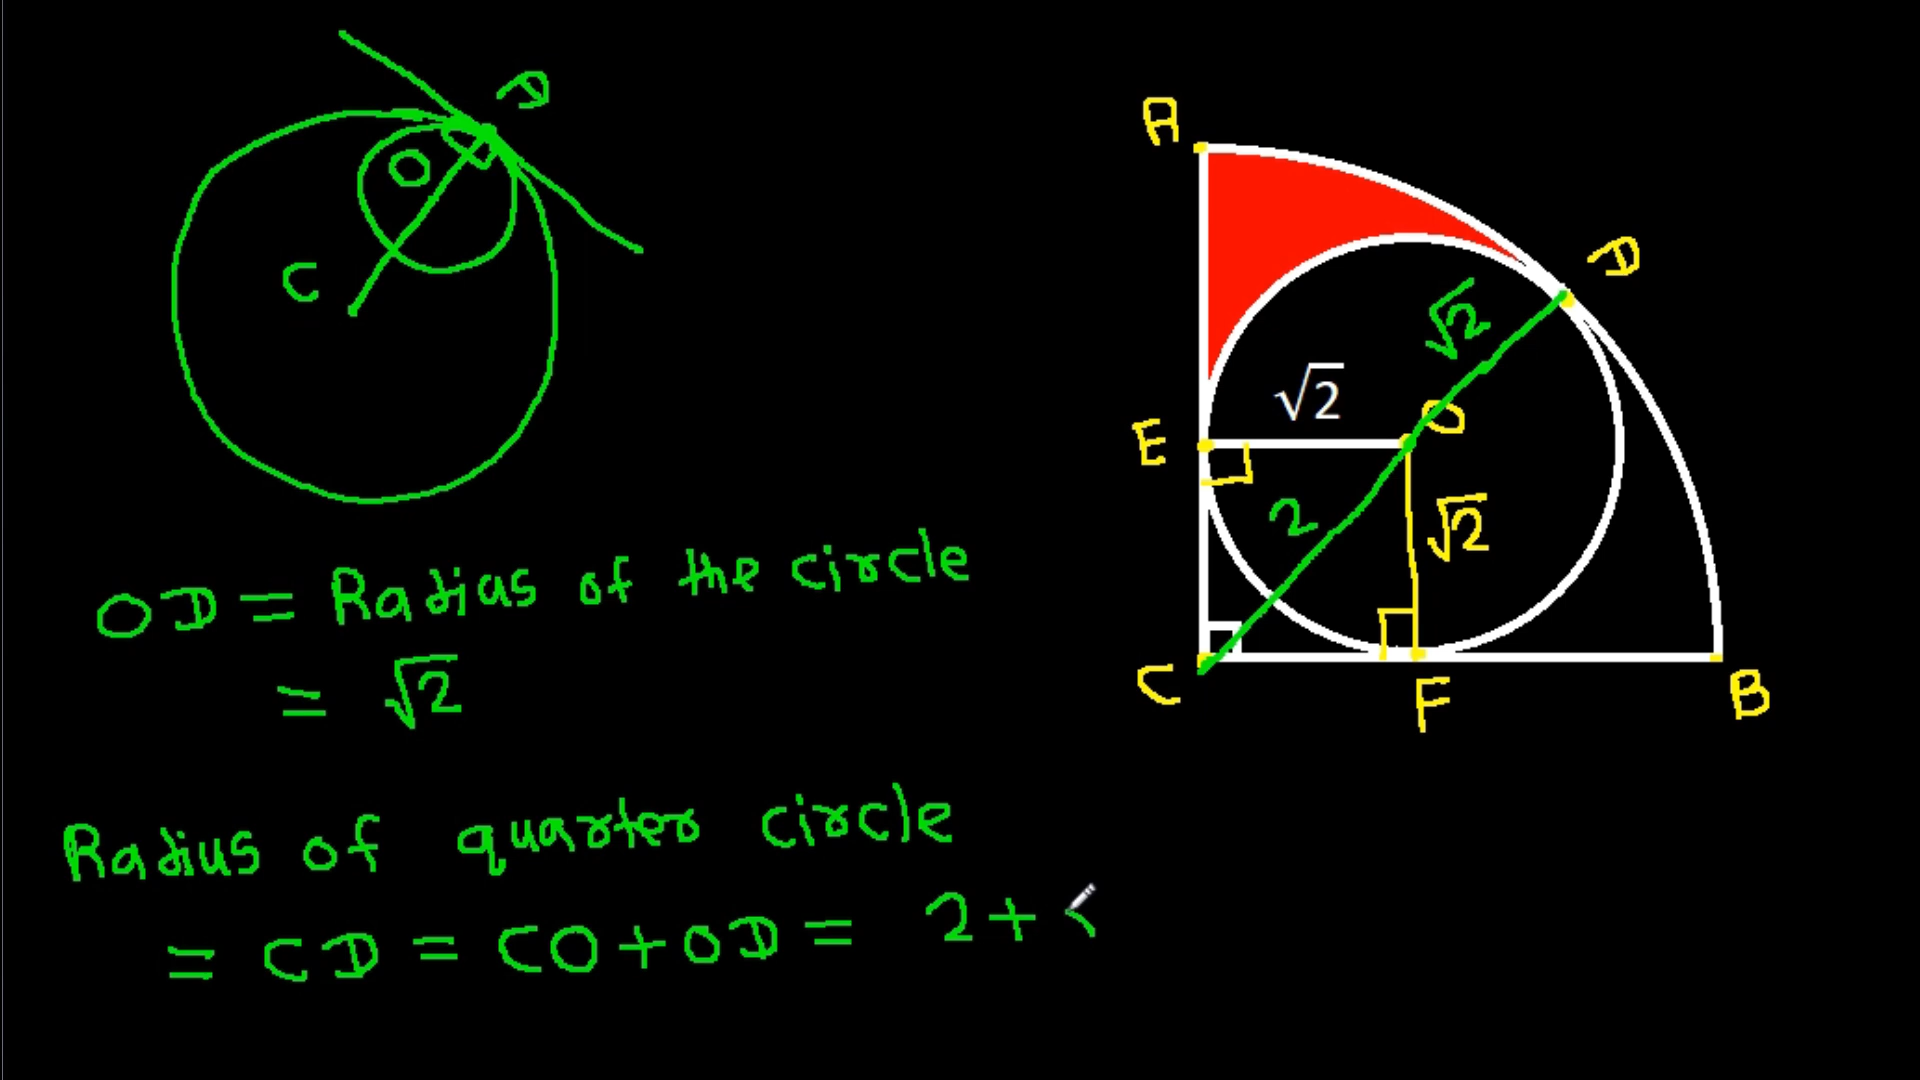 D
O
C
OD = Radius of the circle
= √2
Radius of quarter circle
= CD = CO + OD = 2 +
A
D
√2
√2
O
E
2
√2
C
F
B